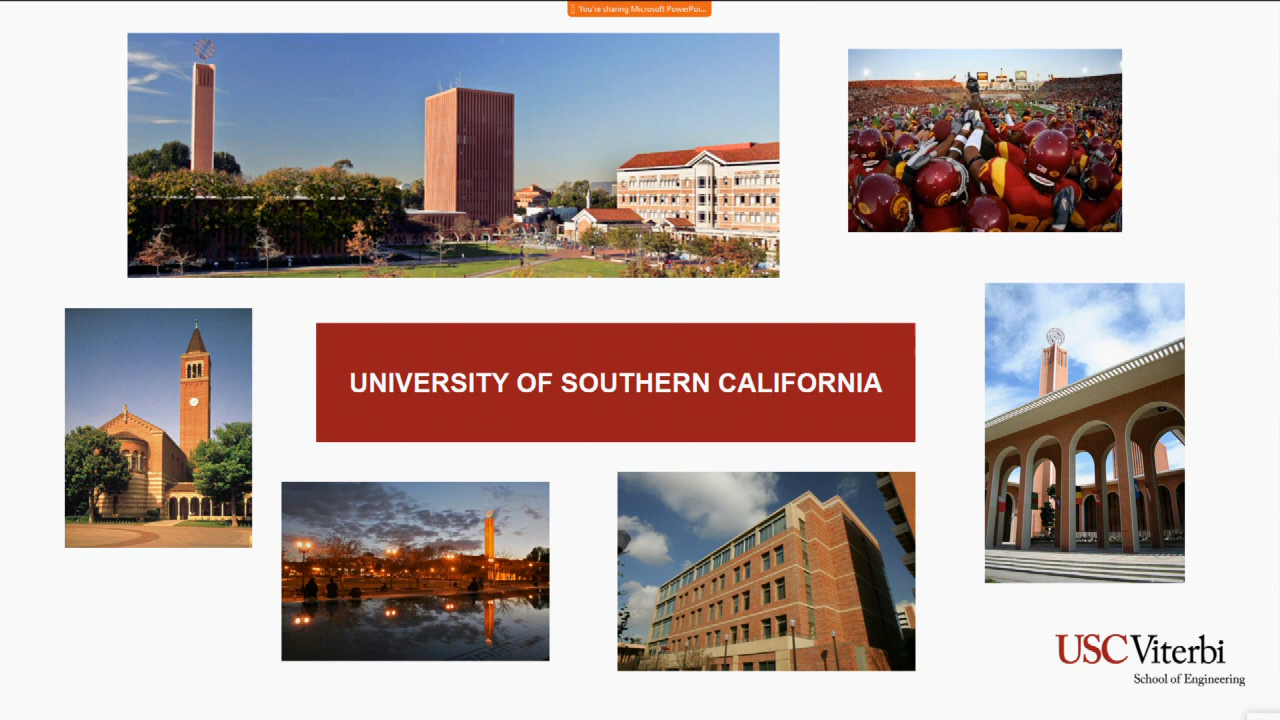 You're sharing Microsoft PowerPoi...
UNIVERSITY OF SOUTHERN CALIFORNIA
USC Viterbi
School of Engineering